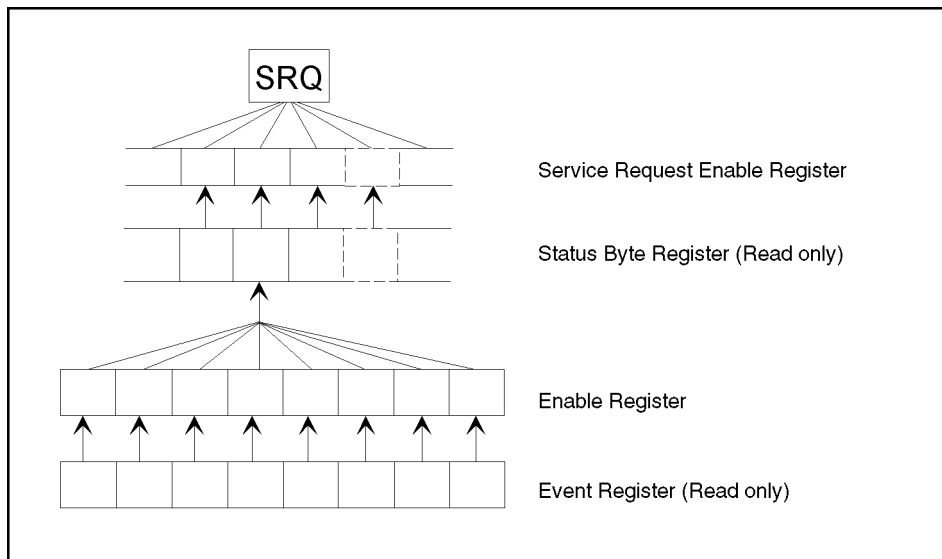 SRQ
Service Request Enable Register
Status Byte Register (Read only)
Enable Register
Event Register (Read only)